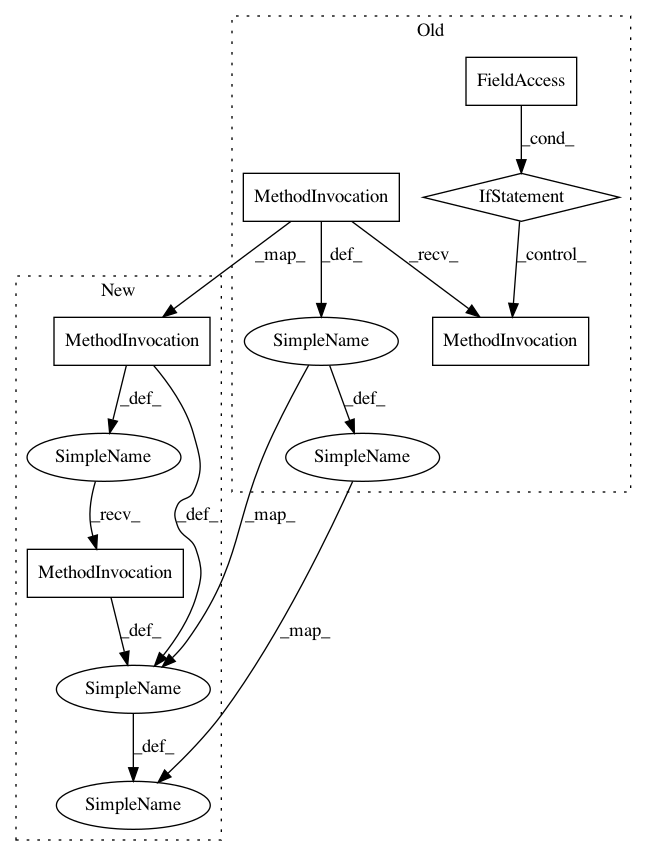 Old
FieldAccess
_cond_
MethodInvocation
IfStatement
_map_
_def_
_recv_
_control_
New
MethodInvocation
SimpleName
MethodInvocation
_def_
_def_
SimpleName
SimpleName
_recv_
_def_
_map_
MethodInvocation
_def_
_map_
SimpleName
_def_
SimpleName